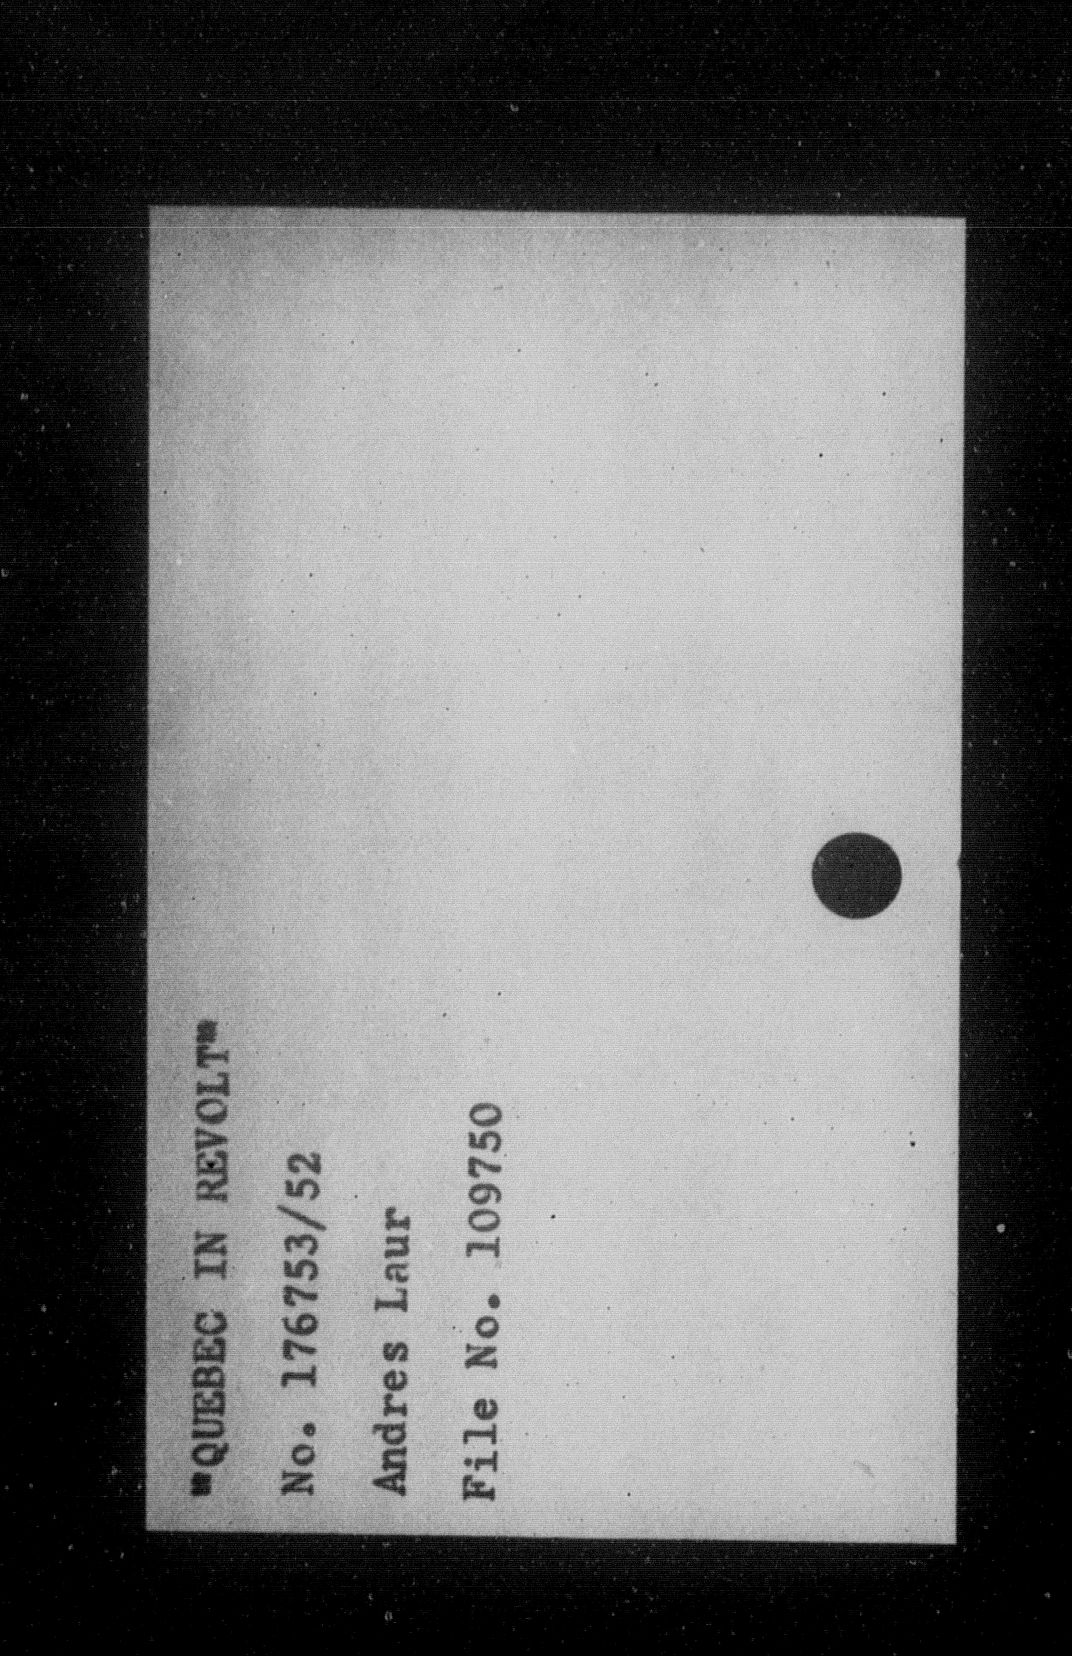 "QUEBEC IN REVOLT"
No. 176753/52
Andres Laur
File No. 109750